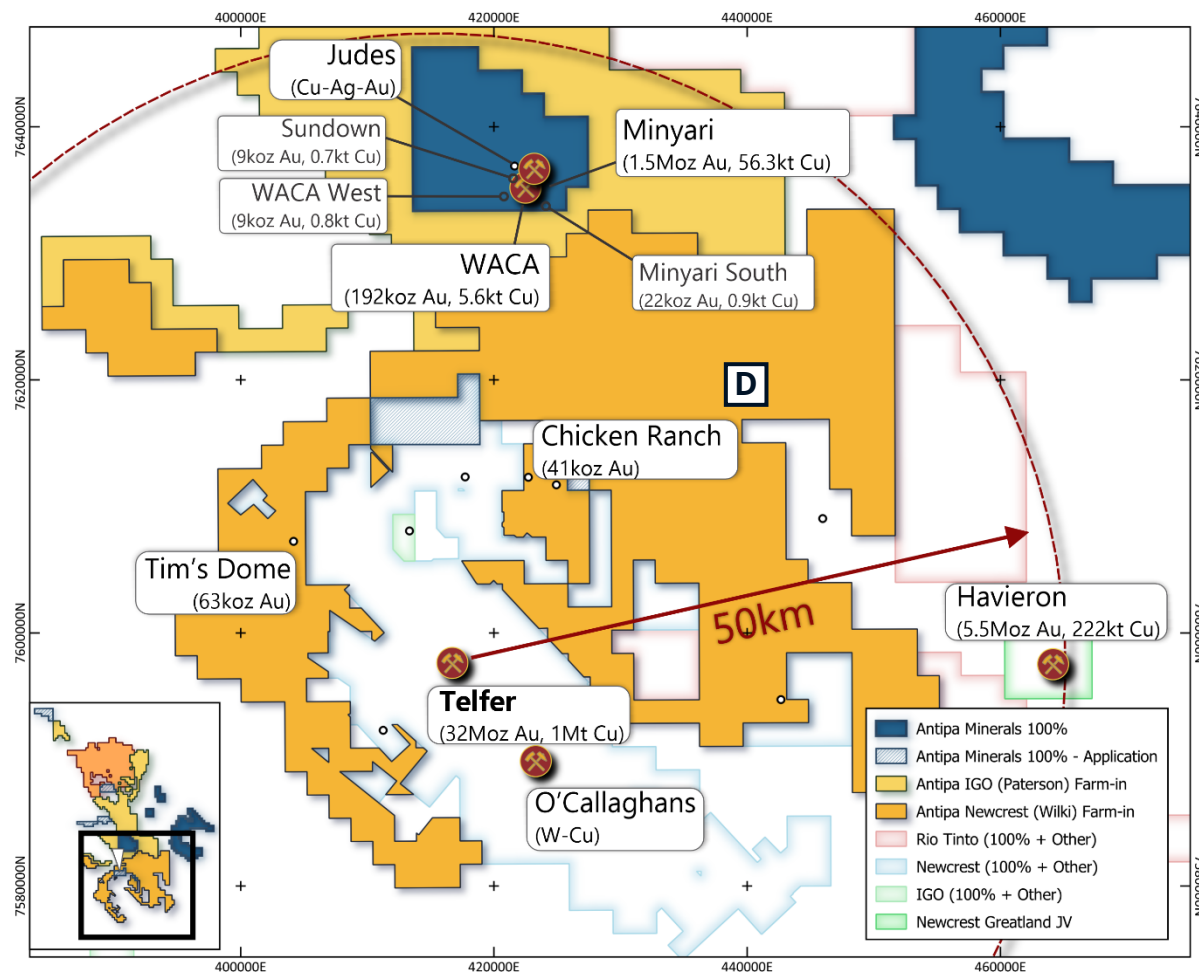 400000E
420000E
440000E
460000E
Judes
(Cu-Ag-Au)
Sundown
(9koz Au, 0.7kt Cu)
WACA West
(9koz Au, 0.8kt Cu)
Minyari
(1.5Moz Au, 56.3kt Cu)
WACA
(192koz Au, 5.6kt Cu)
Minyari South
(22koz Au, 0.9kt Cu)
7640000N
7640000N
7620000N
7620000N
D
Chicken Ranch
(41koz Au)
Tim's Dome
(63koz Au)
50km
Havieron
(5.5Moz Au, 222kt Cu)
7600000N
7600000N
Telfer
(32Moz Au, 1Mt Cu)
O'Callaghans
(W-Cu)
Antipa Minerals 100%
Antipa Minerals 100% - Application
Antipa IGO (Paterson) Farm-in
Antipa Newcrest (Wilki) Farm-in
Rio Tinto (100% + Other)
Newcrest (100% + Other)
IGO (100% + Other)
Newcrest Greatland JV
7580000N
7580000N
400000E
420000E
440000E
460000E